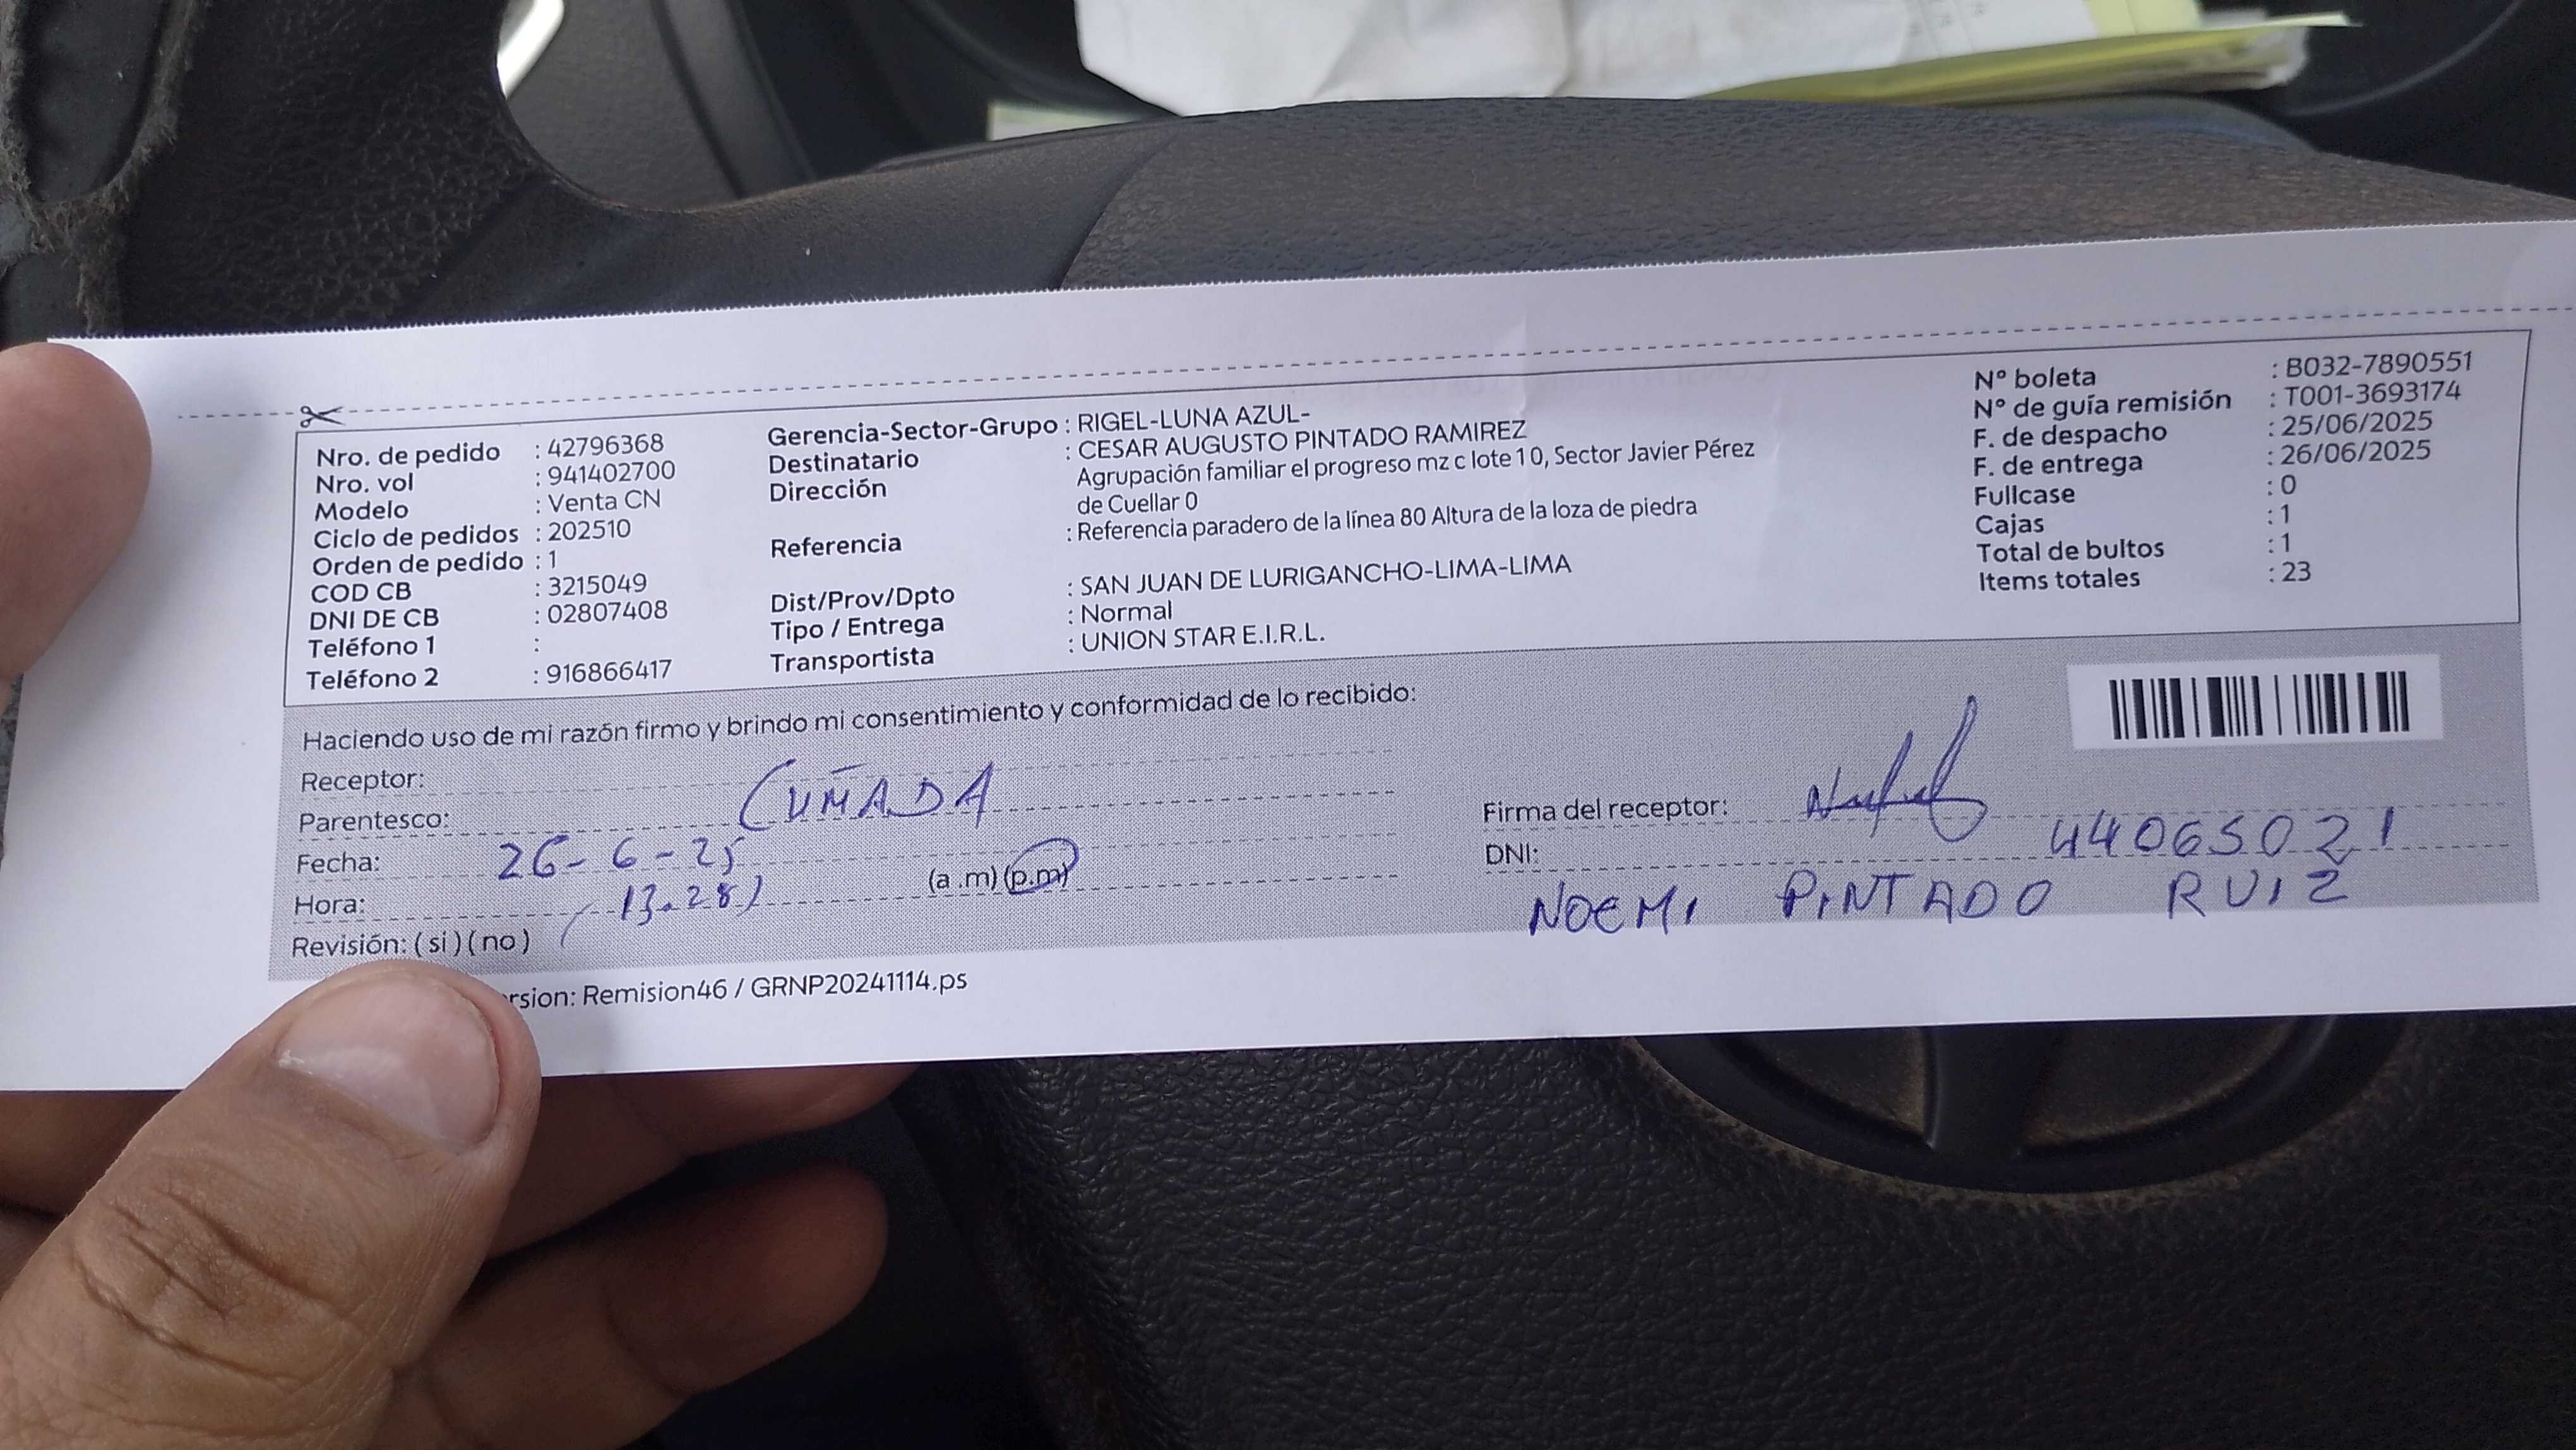 Nro. de pedido : 42796368
Nro. vol : 941402700
Modelo : Venta CN
Ciclo de pedidos : 202510
Orden de pedido : 1
COD CB : 3215049
DNI DE CB : 02807408
Teléfono 1 :
Teléfono 2 : 916866417
Gerencia-Sector-Grupo : RIGEL-LUNA AZUL-
Destinatario : CESAR AUGUSTO PINTADO RAMIREZ
Dirección Agrupación familiar el progreso mz c lote 10, Sector Javier Pérez
de Cuellar 0
Referencia : Referencia paradero de la línea 80 Altura de la loza de piedra
Dist/Prov/Dpto : SAN JUAN DE LURIGANCHO-LIMA-LIMA
Tipo / Entrega : Normal
Transportista : UNION STAR E.I.R.L.
N° boleta : B032-7890551
N° de guía remisión : T001-3693174
F. de despacho : 25/06/2025
F. de entrega : 26/06/2025
Fullcase : 0
Cajas : 1
Total de bultos : 1
Items totales : 23
Haciendo uso de mi razón firmo y brindo mi consentimiento y conformidad de lo recibido:
Receptor:
Parentesco: CUÑADA
Fecha: 26-6-25
Hora: 13.28 (a .m) (p.m)
Revisión: ( si ) ( no )
Firma del receptor:
DNI: 44065021
NOEMI PINTADO RUIZ
rsion: Remision46 / GRNP20241114.ps